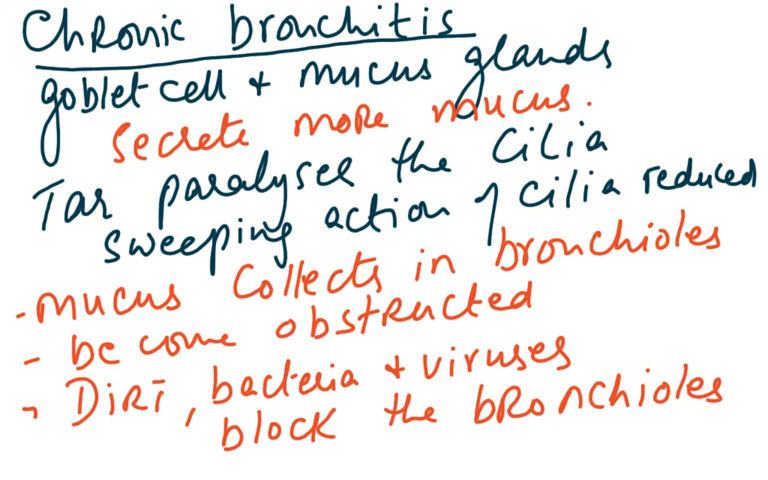 Chronic bronchitis
goblet cell + mucus glands
secrete more mucus.
Tar paralyses the cilia
sweeping action of cilia reduced
- mucus collects in bronchioles
- become obstructed
- Dirt, bacteria + viruses
block the bronchioles